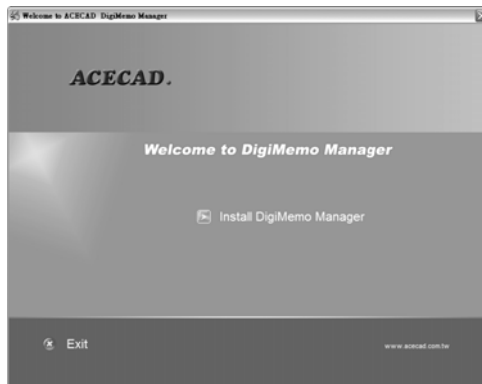 Welcome to ACECAD DigiMemo Manager
ACECAD.
Welcome to DigiMemo Manager
Install DigiMemo Manager
Exit
www.acecad.com.tw